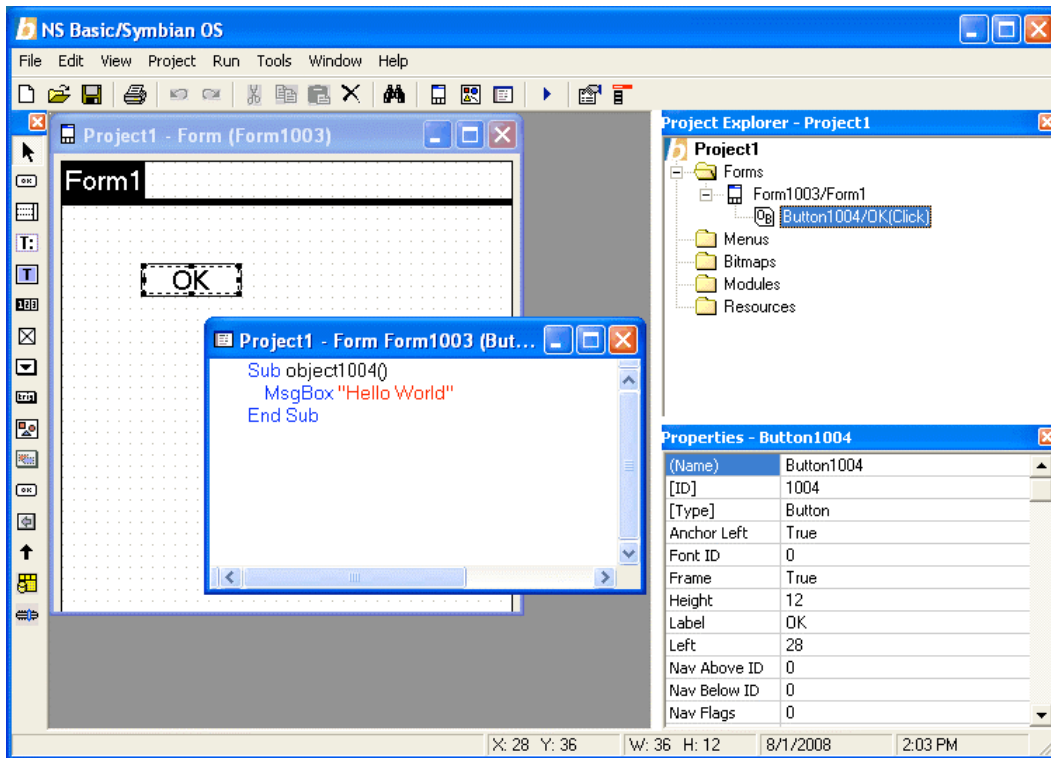 NS Basic/Symbian OS
File Edit View Project Run Tools Window Help
Project1 - Form (Form1003)
Form1
OK
Project1 - Form Form1003 (But...
Sub object1004()
MsgBox "Hello World"
End Sub
Project Explorer - Project1
Project1
Forms
Form1003/Form1
Button1004/OK(Click)
Menus
Bitmaps
Modules
Resources
Properties - Button1004
(Name) Button1004
[ID] 1004
[Type] Button
Anchor Left True
Font ID 0
Frame True
Height 12
Label OK
Left 28
Nav Above ID 0
Nav Below ID 0
Nav Flags 0
X: 28 Y: 36 W: 36 H: 12 8/1/2008 2:03 PM